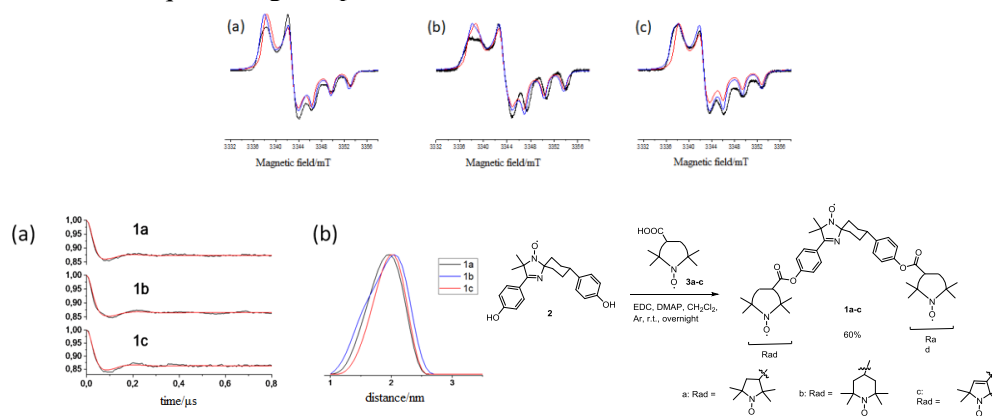 (a)
(b)
(c)
3332 3336 3340 3344 3348 3352 3356
3332 3336 3340 3344 3348 3352 3356
3332 3336 3340 3344 3348 3352 3356
Magnetic field/mT
Magnetic field/mT
Magnetic field/mT
(a)
1,00
0,95
0,90
0,85
1a
1,00
0,95
0,90
0,85
1b
1,00
0,95
0,90
0,85
1c
0,0 0,2 0,4 0,6 0,8
time/µs
(b)
1a
1b
1c
1 2 3
distance/nm
O·
N
N
HO
OH
2
HOOC
N
O·
3a-c
EDC, DMAP, CH₂Cl₂,
Ar, r.t., overnight
O·
N
N
O
O
O
O
N
O·
N
O·
1a-c
60%
Rad
Ra
d
a: Rad =
N
O·
b: Rad =
N
O·
c:
Rad =
N
O·